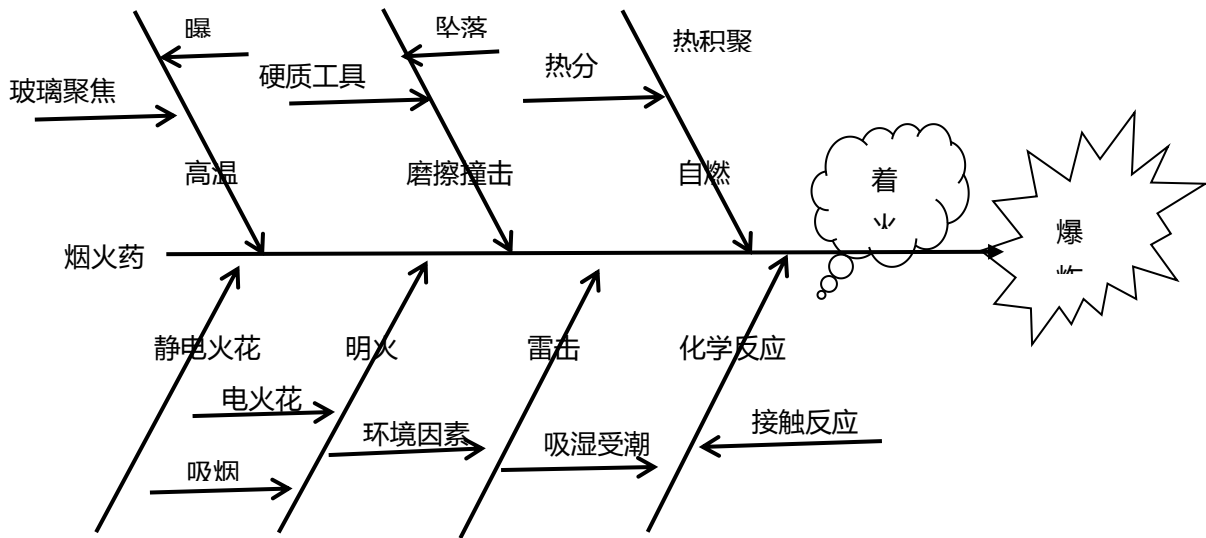 曝
坠落
热积聚
玻璃聚焦
硬质工具
热分
高温
磨擦撞击
自燃
着
火
烟火药
爆
静电火花
明火
雷击
化学反应
电火花
环境因素
吸湿受潮
接触反应
吸烟